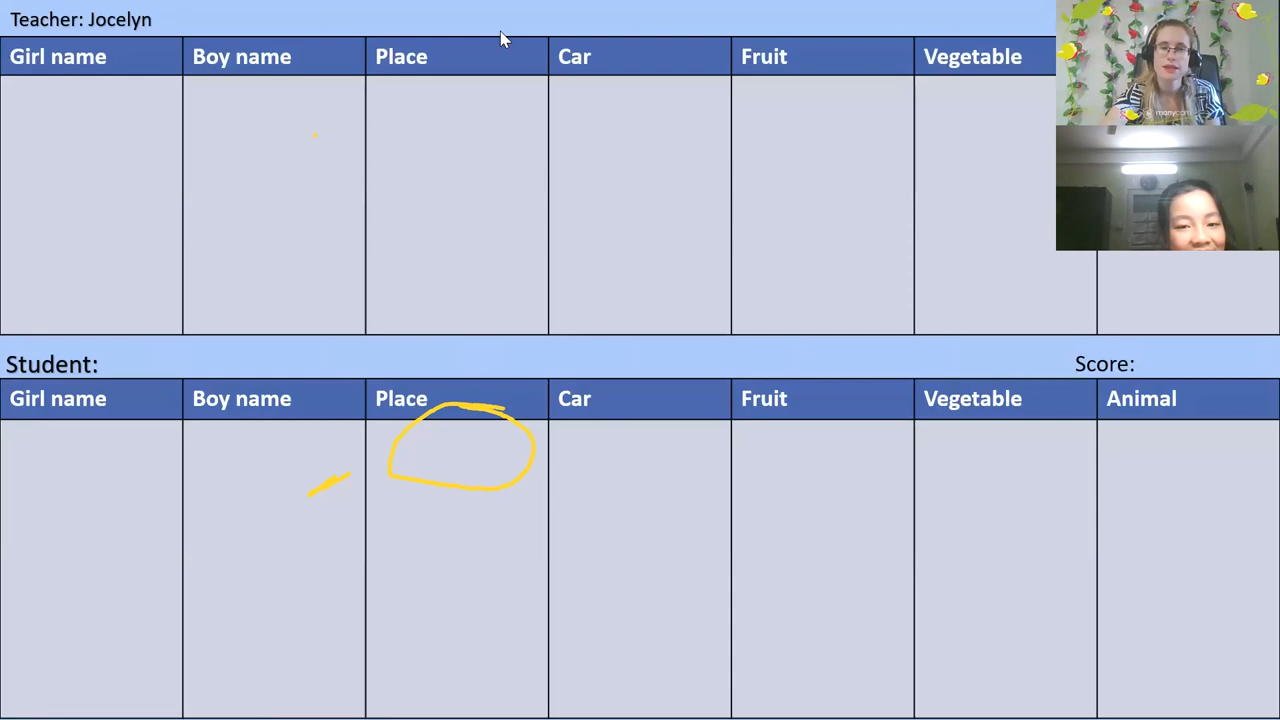 Teacher: Jocelyn
Girl name Boy name Place Car Fruit Vegetable
manycam
Student: Score:
Girl name Boy name Place Car Fruit Vegetable Animal